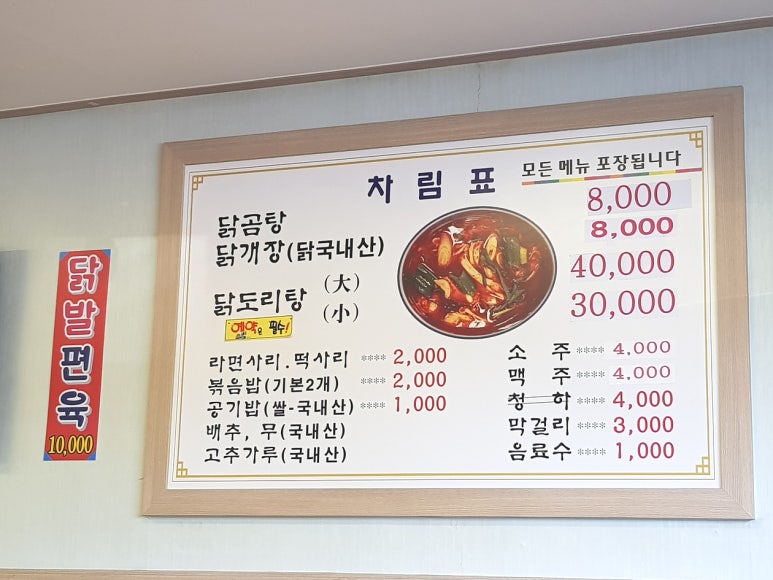 차림표
모든 메뉴 포장됩니다
닭곰탕 8,000
닭개장(닭국내산) 8,000
닭도리탕 (大) 40,000
(小) 30,000
예약은 필수!
라면사리.떡사리 **** 2,000
볶음밥(기본2개) **** 2,000
공기밥(쌀-국내산) **** 1,000
배추, 무(국내산)
고추가루(국내산)
소 주 **** 4,000
맥 주 **** 4,000
청 하 **** 4,000
막걸리 **** 3,000
음료수 **** 1,000
닭발편육
10,000